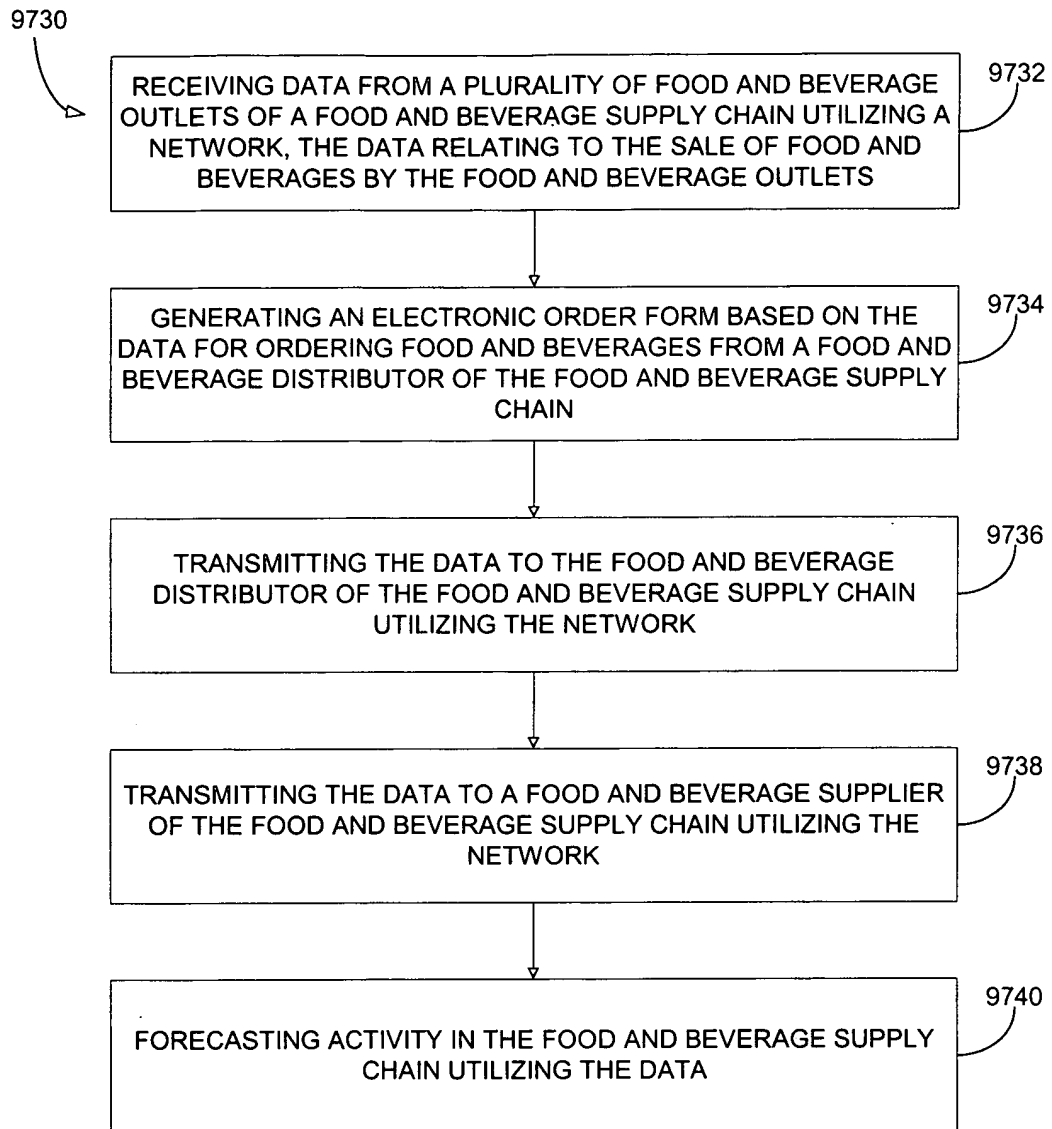 9730
9732
RECEIVING DATA FROM A PLURALITY OF FOOD AND BEVERAGE
OUTLETS OF A FOOD AND BEVERAGE SUPPLY CHAIN UTILIZING A
NETWORK, THE DATA RELATING TO THE SALE OF FOOD AND
BEVERAGES BY THE FOOD AND BEVERAGE OUTLETS
9734
GENERATING AN ELECTRONIC ORDER FORM BASED ON THE
DATA FOR ORDERING FOOD AND BEVERAGES FROM A FOOD AND
BEVERAGE DISTRIBUTOR OF THE FOOD AND BEVERAGE SUPPLY
CHAIN
9736
TRANSMITTING THE DATA TO THE FOOD AND BEVERAGE
DISTRIBUTOR OF THE FOOD AND BEVERAGE SUPPLY CHAIN
UTILIZING THE NETWORK
9738
TRANSMITTING THE DATA TO A FOOD AND BEVERAGE SUPPLIER
OF THE FOOD AND BEVERAGE SUPPLY CHAIN UTILIZING THE
NETWORK
9740
FORECASTING ACTIVITY IN THE FOOD AND BEVERAGE SUPPLY
CHAIN UTILIZING THE DATA